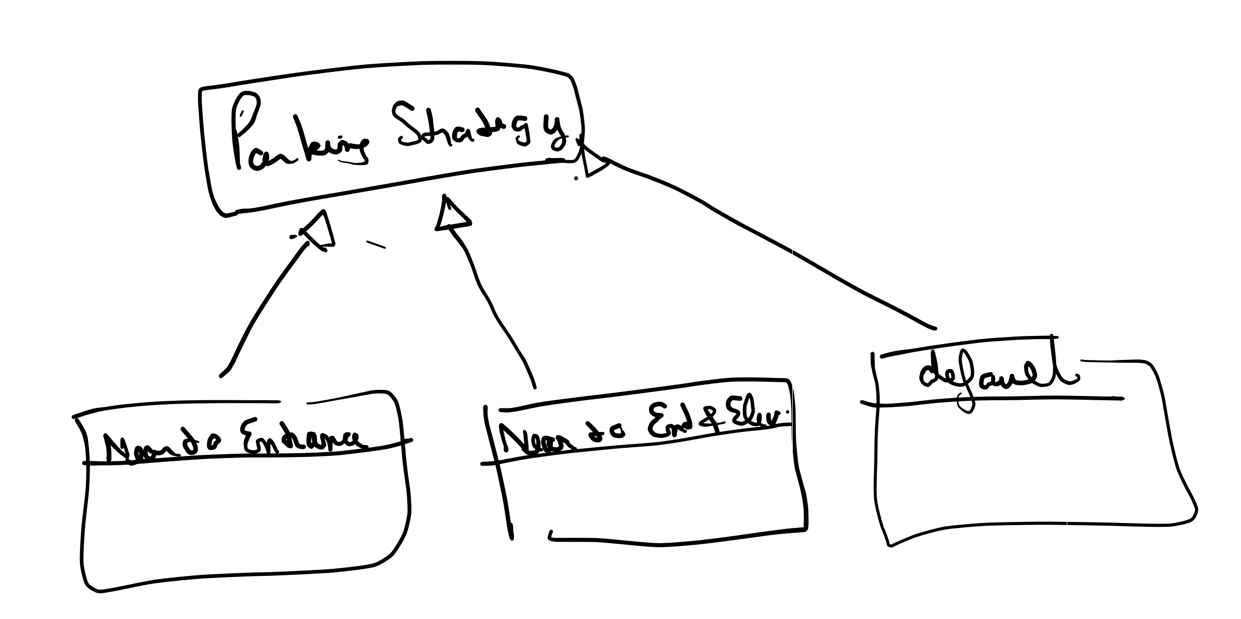 Parking Strategy
Near to Entrance
Near to Ent & Elev.
default